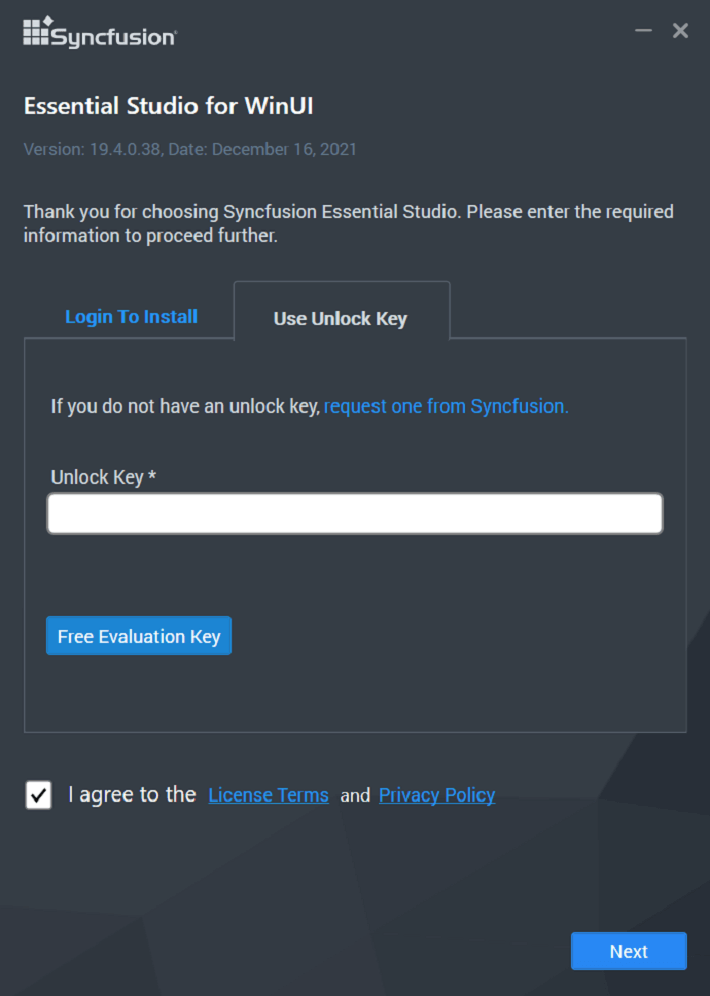 Syncfusion
Essential Studio for WinUI
Version: 19.4.0.38, Date: December 16, 2021
Thank you for choosing Syncfusion Essential Studio. Please enter the required
information to proceed further.
Login To Install
Use Unlock Key
If you do not have an unlock key, request one from Syncfusion.
Unlock Key *
Free Evaluation Key
I agree to the License Terms and Privacy Policy
Next